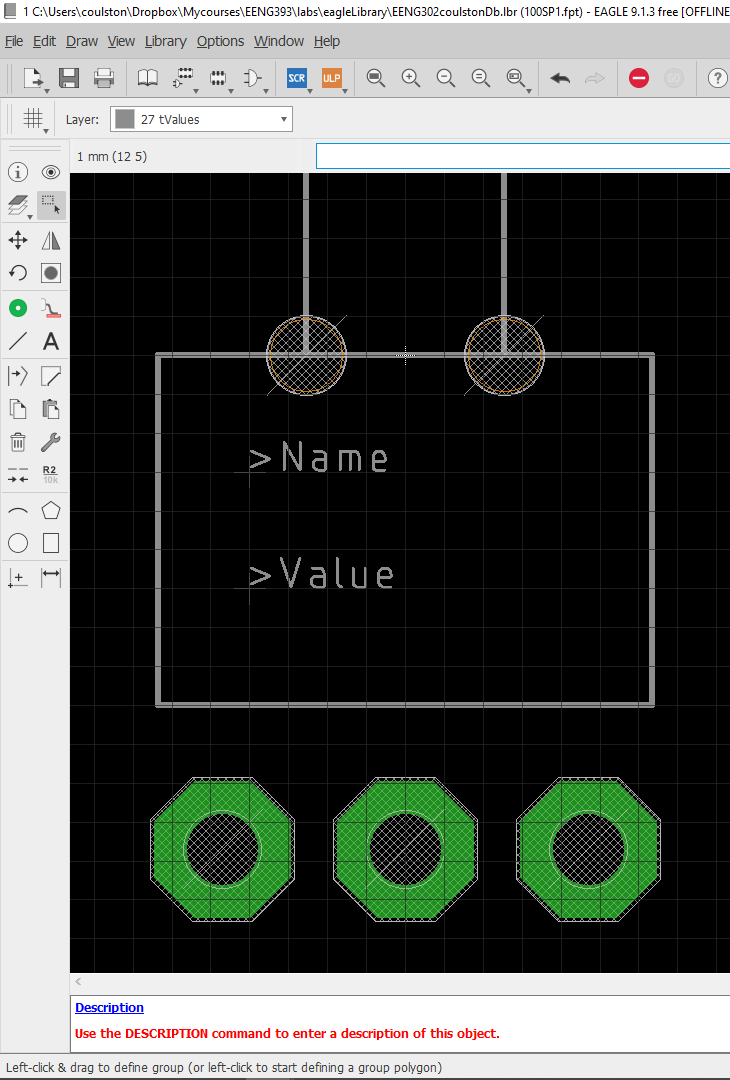 1 C:\Users\coulston\Dropbox\Mycourses\EENG393\labs\eagleLibrary\EENG302coulstonDb.lbr (100SP1.fpt) - EAGLE 9.1.3 free [OFFLINE
File Edit Draw View Library Options Window Help
SCR ULP GO ?
Layer: 27 tValues
1 mm (12 5)
i
A
R2
10k
>Name
>Value
<
Description
Use the DESCRIPTION command to enter a description of this object.
Left-click & drag to define group (or left-click to start defining a group polygon)